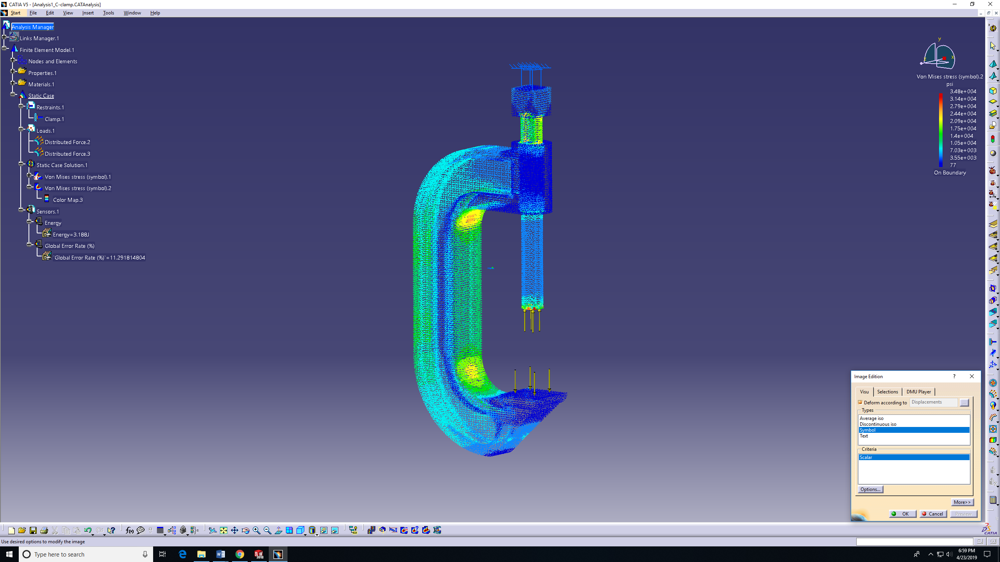 CATIA V5 - [Analysis1_C-clamp.CATAnalysis]
Start File Edit View Insert Tools Window Help
Analysis Manager
Links Manager.1
Finite Element Model.1
Nodes and Elements
Properties.1
Materials.1
Static Case
Restraints.1
Clamp.1
Loads.1
Distributed Force.2
Distributed Force.3
Static Case Solution.1
Von Mises stress (symbol).1
Von Mises stress (symbol).2
Color Map.3
Sensors.1
Energy
Energy=3.188J
Global Error Rate (%)
`Global Error Rate (%)`=11.291814804
y
z
x
Von Mises stress (symbol).2
psi
3.48e+004
3.14e+004
2.79e+004
2.44e+004
2.09e+004
1.75e+004
1.4e+004
1.05e+004
7.03e+003
3.55e+003
77
On Boundary
Image Edition ?
Visu Selections DMU Player
Deform according to Displacements ...
Types
Average iso
Discontinuous iso
Symbol
Text
Criteria
Scalar
Options...
More>>
OK Cancel Preview
f(x)
DS CATIA
Use desired options to modify the image
Type here to search
SW 2018
6:59 PM
4/23/2019